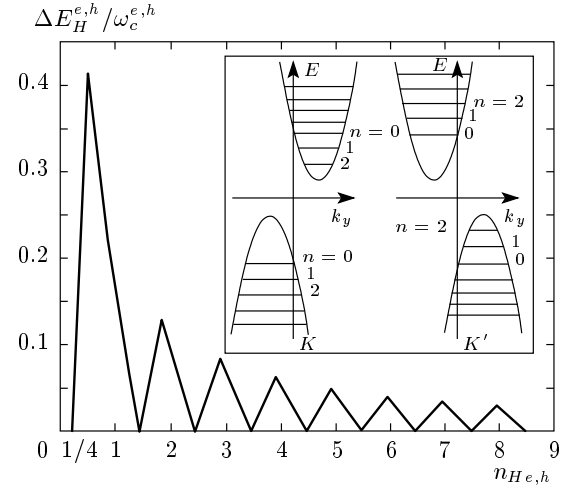 ΔE_H^{e,h}/ω_c^{e,h}
0.4
0.3
0.2
0.1
0 1/4 1 2 3 4 5 6 7 8 9
n_{He,h}
E
n = 0
1
2
k_y
n = 0
1
2
K
E
n = 2
1
0
k_y
n = 2
1
0
K′